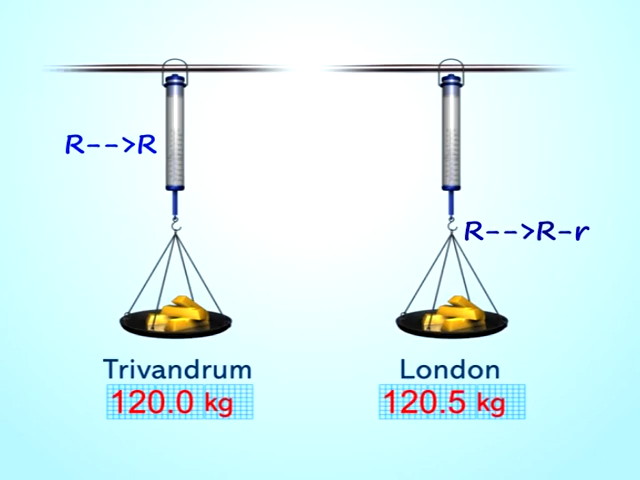 R-->R
R-->R-r
Trivandrum
London
120.0 kg
120.5 kg